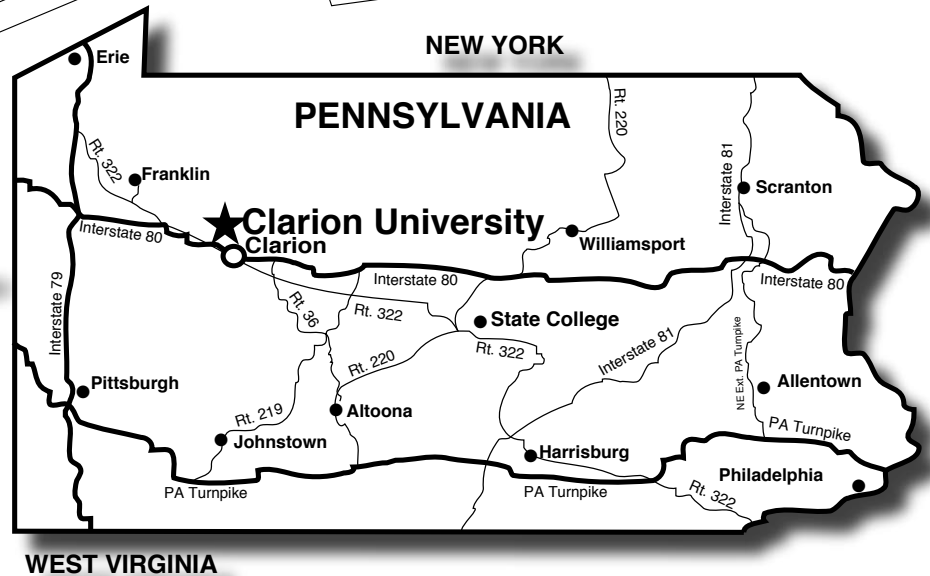 NEW YORK
Erie
PENNSYLVANIA
Rt. 220
Rt. 322
Franklin
Interstate 81
Scranton
Clarion University
Clarion
Interstate 80
Williamsport
Interstate 80
Interstate 80
Interstate 79
Rt. 36
Rt. 322
State College
Rt. 322
Interstate 81
NE Ext. PA Turnpike
Rt. 220
Pittsburgh
Allentown
Rt. 219
Altoona
Johnstown
PA Turnpike
Harrisburg
Philadelphia
PA Turnpike
PA Turnpike
Rt. 322
WEST VIRGINIA